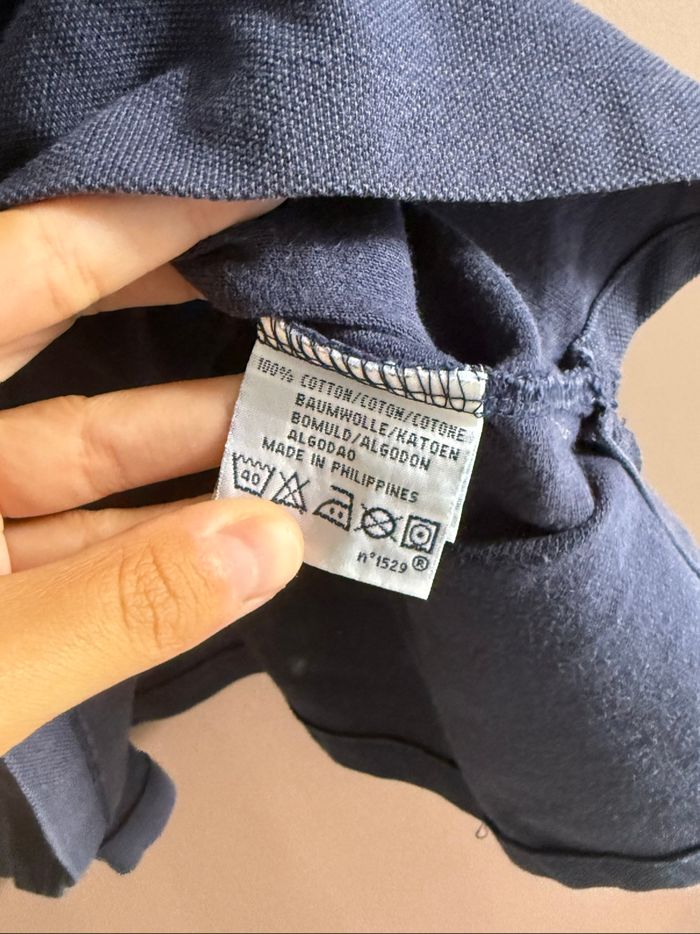 100% COTTON/COTON/COTONE
BAUMWOLLE/KATOEN
BOMULD/ALGODON
ALGODAO
MADE IN PHILIPPINES
40
n°1529 ®